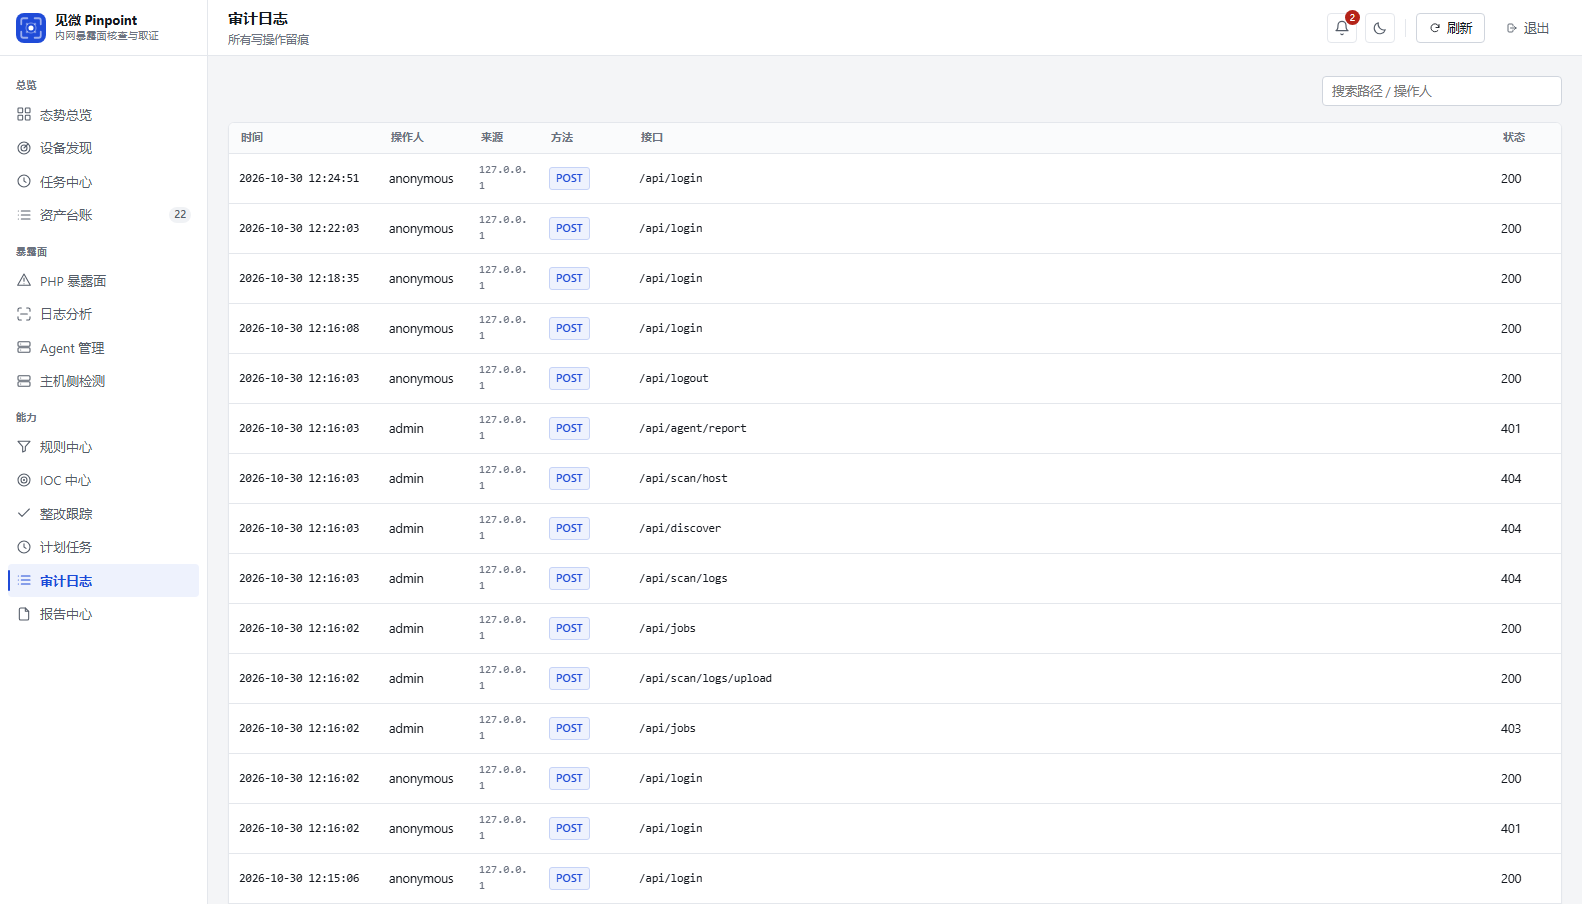 见微 Pinpoint
内网暴露面核查与取证
审计日志
所有写操作留痕
2
刷新
退出
总览
态势总览
设备发现
任务中心
资产台账 22
暴露面
PHP 暴露面
日志分析
Agent 管理
主机侧检测
能力
规则中心
IOC 中心
整改跟踪
计划任务
审计日志
报告中心
搜索路径 / 操作人
时间 操作人 来源 方法 接口 状态
2026-10-30 12:24:51 anonymous 127.0.0.1 POST /api/login 200
2026-10-30 12:22:03 anonymous 127.0.0.1 POST /api/login 200
2026-10-30 12:18:35 anonymous 127.0.0.1 POST /api/login 200
2026-10-30 12:16:08 anonymous 127.0.0.1 POST /api/login 200
2026-10-30 12:16:03 anonymous 127.0.0.1 POST /api/logout 200
2026-10-30 12:16:03 admin 127.0.0.1 POST /api/agent/report 401
2026-10-30 12:16:03 admin 127.0.0.1 POST /api/scan/host 404
2026-10-30 12:16:03 admin 127.0.0.1 POST /api/discover 404
2026-10-30 12:16:03 admin 127.0.0.1 POST /api/scan/logs 404
2026-10-30 12:16:02 admin 127.0.0.1 POST /api/jobs 200
2026-10-30 12:16:02 admin 127.0.0.1 POST /api/scan/logs/upload 200
2026-10-30 12:16:02 admin 127.0.0.1 POST /api/jobs 403
2026-10-30 12:16:02 anonymous 127.0.0.1 POST /api/login 200
2026-10-30 12:16:02 anonymous 127.0.0.1 POST /api/login 401
2026-10-30 12:15:06 anonymous 127.0.0.1 POST /api/login 200